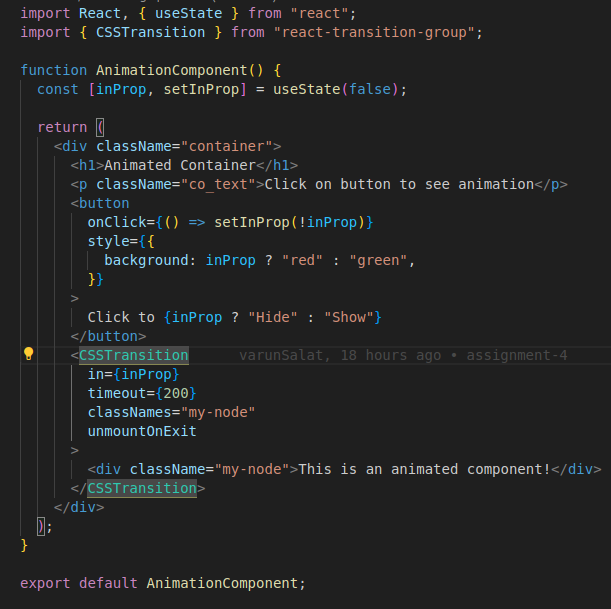 import React, { useState } from "react";
import { CSSTransition } from "react-transition-group";

function AnimationComponent() {
  const [inProp, setInProp] = useState(false);

  return (
    <div className="container">
      <h1>Animated Container</h1>
      <p className="co_text">Click on button to see animation</p>
      <button
        onClick={() => setInProp(!inProp)}
        style={{
          background: inProp ? "red" : "green",
        }}
      >
        Click to {inProp ? "Hide" : "Show"}
      </button>
      <CSSTransition varunSalat, 18 hours ago • assignment-4
        in={inProp}
        timeout={200}
        classNames="my-node"
        unmountOnExit
      >
        <div className="my-node">This is an animated component!</div>
      </CSSTransition>
    </div>
  );
}

export default AnimationComponent;